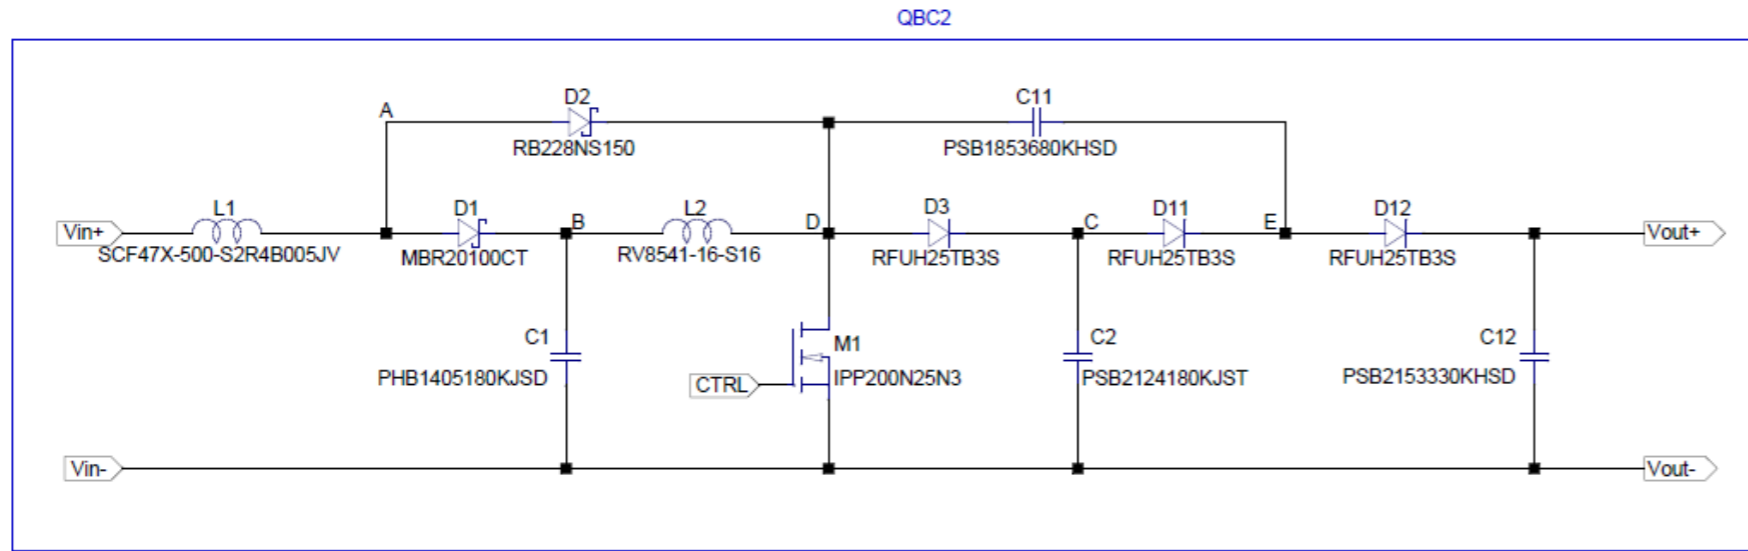 QBC2
A
D2
C11
RB228NS150
PSB1853680KHSD
Vin+
L1
D1
B
L2
D
D3
C
D11
E
D12
Vout+
SCF47X-500-S2R4B005JV
MBR20100CT
RV8541-16-S16
RFUH25TB3S
RFUH25TB3S
RFUH25TB3S
C1
M1
C2
C12
PHB1405180KJSD
CTRL
IPP200N25N3
PSB2124180KJST
PSB2153330KHSD
Vin-
Vout-